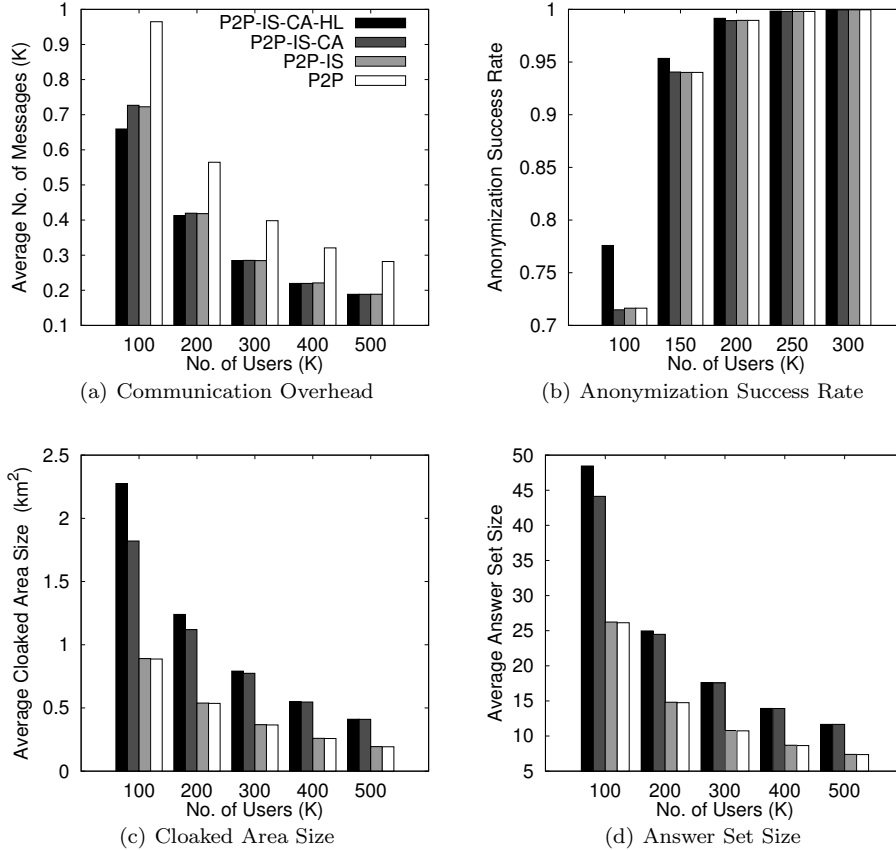 Average No. of Messages (K)
1
0.9
0.8
0.7
0.6
0.5
0.4
0.3
0.2
0.1
P2P-IS-CA-HL
P2P-IS-CA
P2P-IS
P2P
100 200 300 400 500
No. of Users (K)
(a) Communication Overhead
Anonymization Success Rate
1
0.95
0.9
0.85
0.8
0.75
0.7
100 150 200 250 300
No. of Users (K)
(b) Anonymization Success Rate
Average Cloaked Area Size (km²)
2.5
2
1.5
1
0.5
0
100 200 300 400 500
No. of Users (K)
(c) Cloaked Area Size
Average Answer Set Size
50
45
40
35
30
25
20
15
10
5
100 200 300 400 500
No. of Users (K)
(d) Answer Set Size